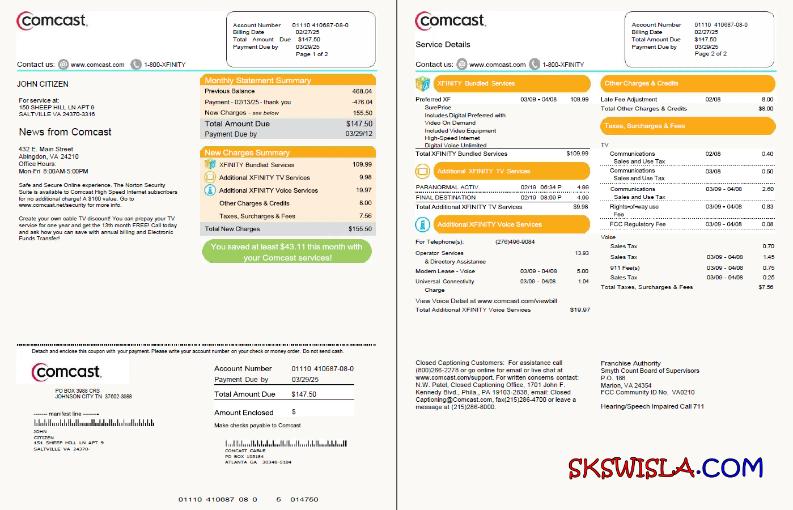 comcast.
Account Number 01110 410687-08-0
Billing Date 02/27/25
Total Amount Due $147.50
Payment Due by 03/29/25
Page 1 of 2
Contact us: www.comcast.com 1-800-XFINITY
JOHN CITIZEN
For service at:
150 SHEEP HILL LN APT 6
SALTVILLE VA 24370-3316
News from Comcast
432 E. Main Street
Abingdon, VA 24210
Office Hours:
Mon-Fri 8:00AM-5:00PM
Safe and Secure Online experience. The Norton Security
Suite is available to Comcast High Speed Internet subscribers
for no additional charge! A $160 value. Go to
www.comcast.net/security for more info.
Create your own cable TV discount! You can prepay your TV
service for one year and get the 13th month FREE! Call today
and ask how you can save with annual billing and Electronic
Funds Transfer!
Monthly Statement Summary
Previous Balance 468.04
Payment - 03/13/25 - thank you -476.04
New Charges - see below 155.50
Total Amount Due $147.50
Payment Due by 03/29/12
New Charges Summary
XFINITY Bundled Services 109.99
Additional XFINITY TV Services 9.98
Additional XFINITY Voice Services 19.97
Other Charges & Credits 8.00
Taxes, Surcharges & Fees 7.56
Total New Charges $155.50
You saved at least $43.11 this month with
your Comcast services!
Detach and enclose this coupon with your payment. Please write your account number on your check or money order. Do not send cash.
comcast.
PO BOX 3988 CRS
JOHNSON CITY TN 37602-3988
manifest line
JOHN
CITIZEN
151 SHEEP HILL LN APT 9
SALTVILLE VA 24370-
Account Number 01110 410687-08-0
Payment Due by 03/29/25
Total Amount Due $147.50
Amount Enclosed $
Make checks payable to Comcast
COMCAST CABLE
PO BOX 105184
ATLANTA GA 30348-5184
01110 410687 08 0 6 014750
comcast.
Service Details
Account Number 01110 410687-08-0
Billing Date 02/27/25
Total Amount Due $147.50
Payment Due by 03/29/25
Page 2 of 2
Contact us: www.comcast.com 1-800-XFINITY
XFINITY Bundled Services
Preferred XF 03/09 - 04/08 109.99
SurePrice
Includes Digital Preferred with
Video On Demand
Included Video Equipment
High-Speed Internet
Digital Voice Unlimited
Total XFINITY Bundled Services $109.99
Additional XFINITY TV Services
PARANORMAL ACTIV 02/19 06:34 P 4.99
FINAL DESTINATION 02/19 08:00 P 4.99
Total Additional XFINITY TV Services $9.98
Additional XFINITY Voice Services
For Telephone(s): (276)496-9084
Operator Services 13.93
& Directory Assistance
Modem Lease - Voice 03/09 - 04/08 5.00
Universal Connectivity 03/09 - 04/08 1.04
Charge
View Voice Detail at www.comcast.com/viewbill
Total Additional XFINITY Voice Services $19.97
Other Charges & Credits
Late Fee Adjustment 02/08 8.00
Total Other Charges & Credits $8.00
Taxes, Surcharges & Fees
TV
Communications 02/08 0.40
Sales and Use Tax
Communications 03/08 0.50
Sales and Use Tax
Communications 03/09 - 04/08 2.60
Sales and Use Tax
Rights-of-way use 03/09 - 04/08 0.83
Fee
FCC Regulatory Fee 03/09 - 04/08 0.08
Voice
Sales Tax 0.70
Sales Tax 03/09 - 04/08 1.45
911 Fee(s) 03/09 - 04/08 0.75
Sales Tax 03/09 - 04/08 0.25
Total Taxes, Surcharges & Fees $7.56
Closed Captioning Customers: For assistance call
(800)266-2278 or go online for email or live chat at
www.comcast.com/support. For written concerns contact:
N.W. Patel, Closed Captioning Office, 1701 John F.
Kennedy Blvd., Phila., PA 19103-2838, email: Closed
Captioning@Comcast.com, fax(215)286-4700 or leave a
message at (215)286-8000.
Franchise Authority
Smyth Count Board of Supervisors
P.O. 188
Marion, VA 24354
FCC Community ID No. VA0210
Hearing/Speech Impaired Call 711
SKSWISLA.COM